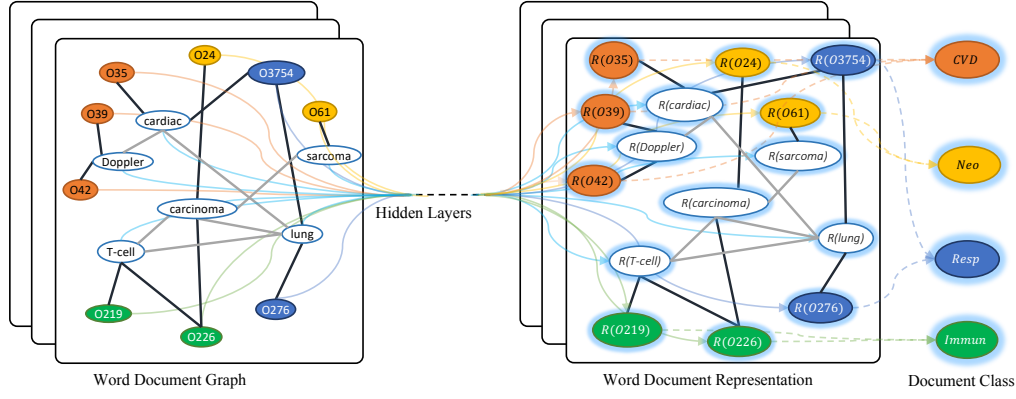 O24
O35
O3754
O39
cardiac
O61
Doppler
sarcoma
O42
carcinoma
lung
T-cell
O219
O276
O226
Word Document Graph
Hidden Layers
R(O35)
R(O24)
R(O3754)
R(cardiac)
R(O39)
R(O61)
R(Doppler)
R(sarcoma)
R(O42)
R(carcinoma)
R(lung)
R(T-cell)
R(O276)
R(O219)
R(O226)
Word Document Representation
CVD
Neo
Resp
Immun
Document Class